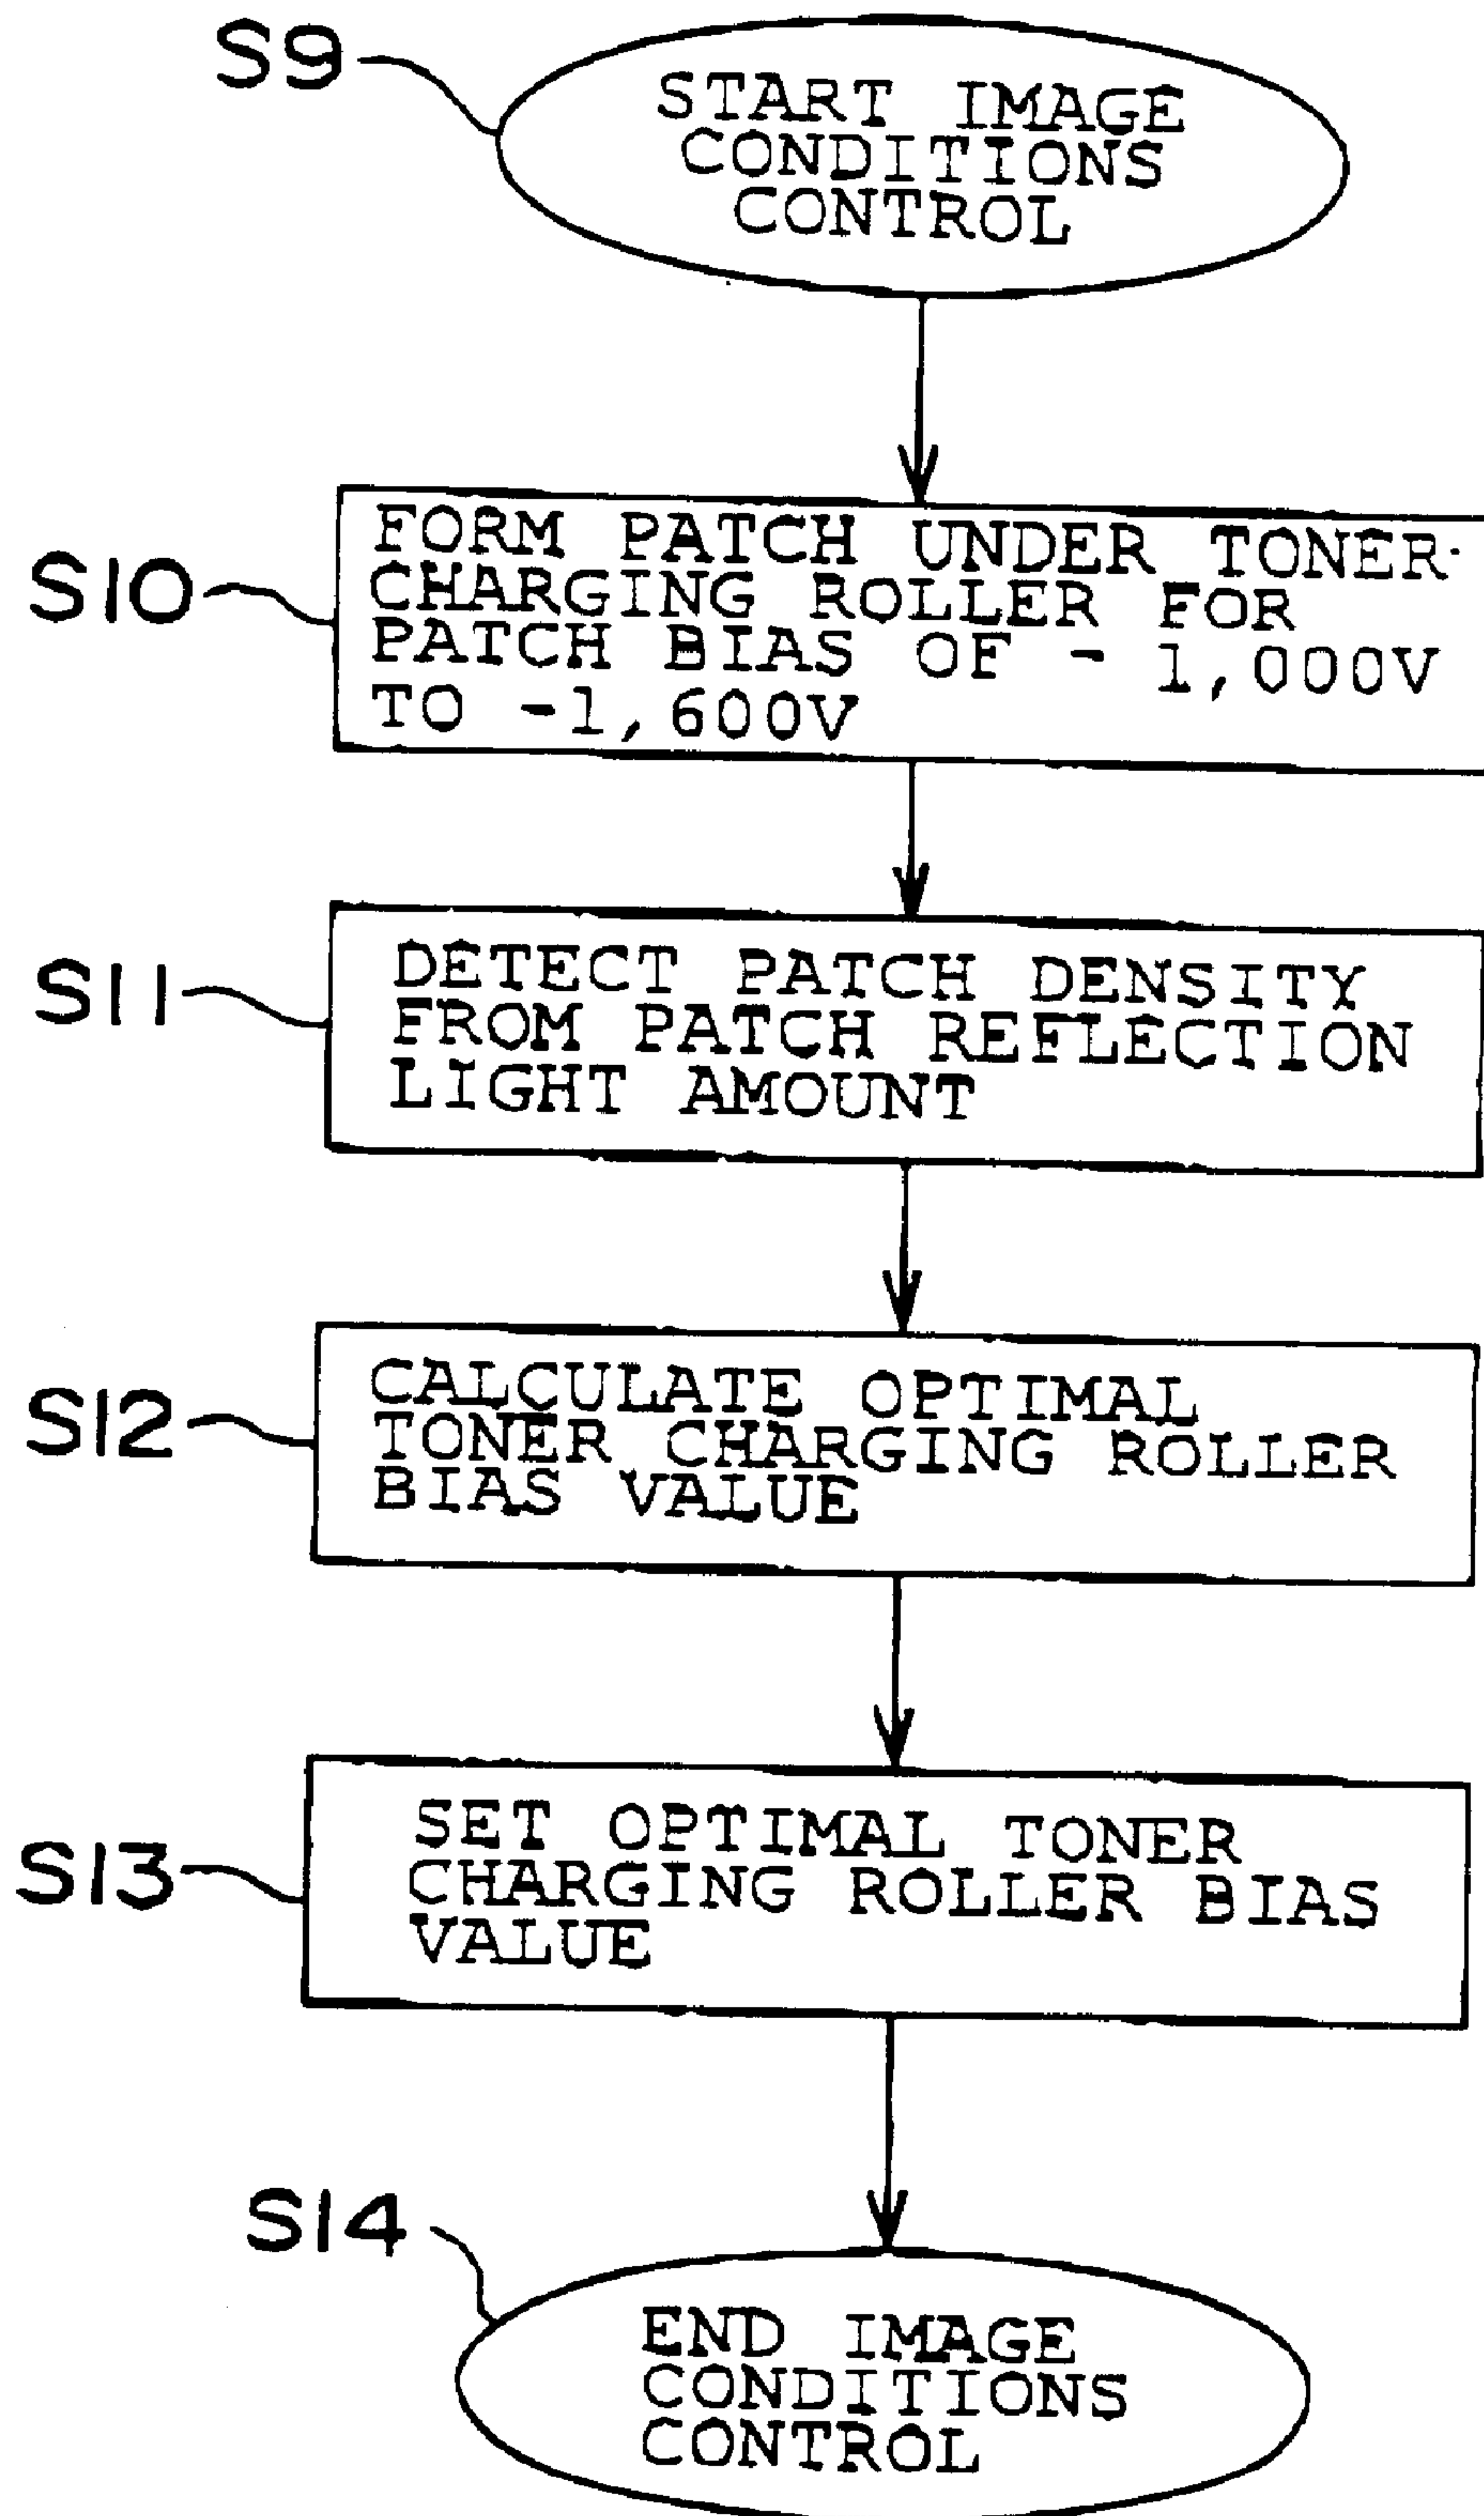 S9
START IMAGE
CONDITIONS
CONTROL
S10
FORM PATCH UNDER TONER
CHARGING ROLLER FOR
PATCH BIAS OF - 1,000V
TO -1,600V
S11
DETECT PATCH DENSITY
FROM PATCH REFLECTION
LIGHT AMOUNT
S12
CALCULATE OPTIMAL
TONER CHARGING ROLLER
BIAS VALUE
S13
SET OPTIMAL TONER
CHARGING ROLLER BIAS
VALUE
S14
END IMAGE
CONDITIONS
CONTROL